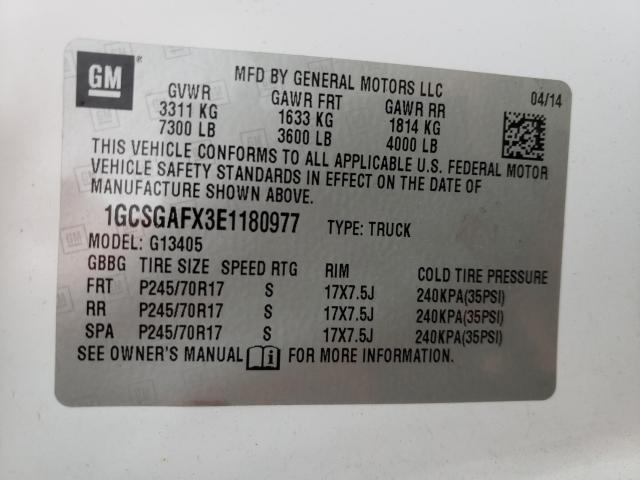 GM
MFD BY GENERAL MOTORS LLC
04/14
GVWR GAWR FRT GAWR RR
3311 KG 1633 KG 1814 KG
7300 LB 3600 LB 4000 LB
THIS VEHICLE CONFORMS TO ALL APPLICABLE U.S. FEDERAL MOTOR
VEHICLE SAFETY STANDARDS IN EFFECT ON THE DATE OF
MANUFACTURE SHOWN ABOVE.
1GCSGAFX3E1180977 TYPE: TRUCK
MODEL: G13405
GBBG TIRE SIZE SPEED RTG RIM COLD TIRE PRESSURE
FRT P245/70R17 S 17X7.5J 240KPA(35PSI)
RR P245/70R17 S 17X7.5J 240KPA(35PSI)
SPA P245/70R17 S 17X7.5J 240KPA(35PSI)
SEE OWNER'S MANUAL i FOR MORE INFORMATION.